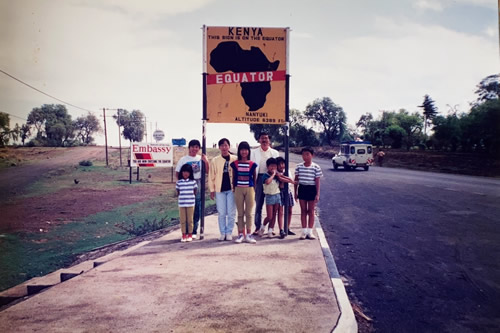 KENYA
THIS SIGN IS ON THE EQUATOR
EQUATOR
NANYUKI
ALTITUDE 6389 ft
Embassy